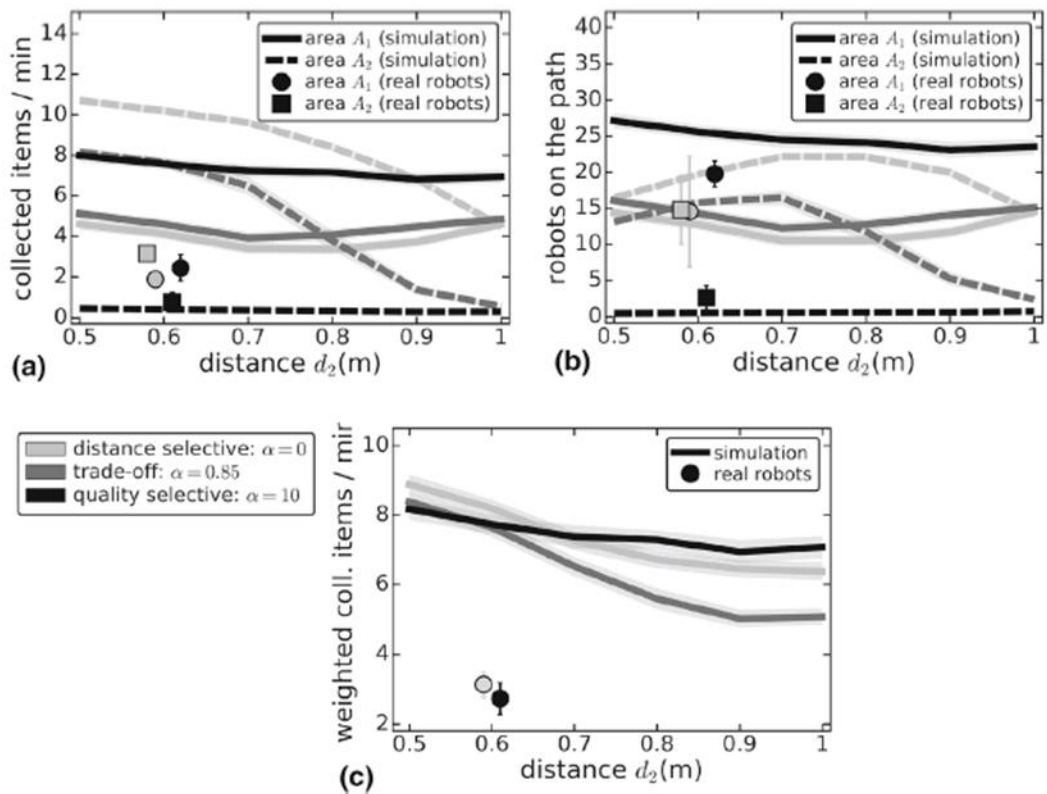 14
12
10
8
6
4
2
0
collected items / min
area A₁ (simulation)
area A₂ (simulation)
area A₁ (real robots)
area A₂ (real robots)
0.5 0.6 0.7 0.8 0.9 1
distance d₂(m)
(a)
40
35
30
25
20
15
10
5
0
robots on the path
area A₁ (simulation)
area A₂ (simulation)
area A₁ (real robots)
area A₂ (real robots)
0.5 0.6 0.7 0.8 0.9 1
distance d₂(m)
(b)
distance selective: α=0
trade-off: α=0.85
quality selective: α=10
10
8
6
4
2
weighted coll. items / mir
simulation
real robots
0.5 0.6 0.7 0.8 0.9 1
distance d₂(m)
(c)